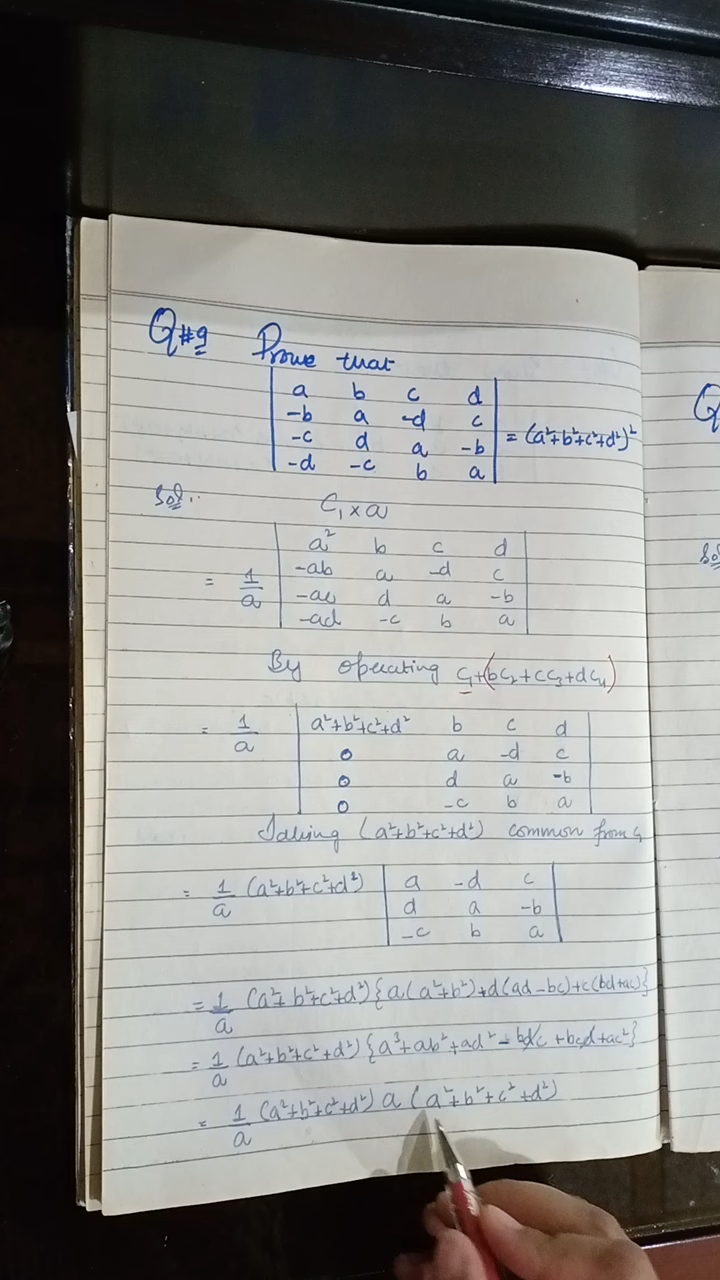 Q#9 Prove that
a b c d
-b a -d c
-c d a -b = (a²+b²+c²+d²)²
-d -c b a
Sol:.
C₁ × a
a² b c d
-ab a -d c
= 1/a -ac d a -b
-ad -c b a
By operating C₁+(bC₂+cC₃+dC₄)
= 1/a a²+b²+c²+d² b c d
0 a -d c
0 d a -b
0 -c b a
Taking (a²+b²+c²+d²) common from C₁
= 1/a (a²+b²+c²+d²) a -d c
d a -b
-c b a
= 1/a (a²+b²+c²+d²){a(a²+b²)+d(ad-bc)+c(bd+ac)}
= 1/a (a²+b²+c²+d²){a³+ab²+ad²-bdc+bcd+ac²}
= 1/a (a²+b²+c²+d²) a (a²+b²+c²+d²)